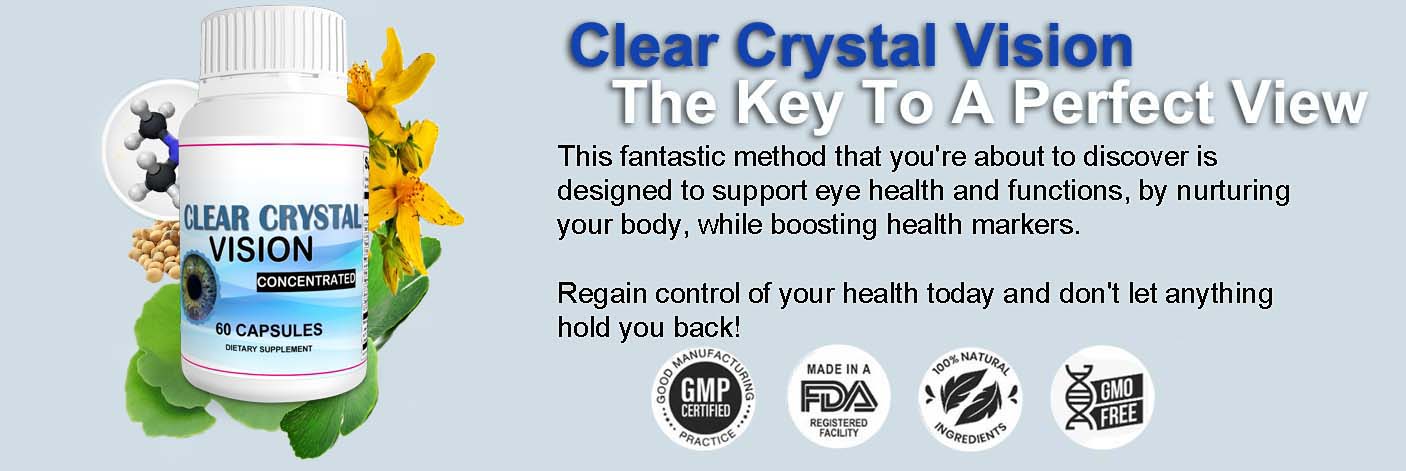 Clear Crystal Vision
The Key To A Perfect View
This fantastic method that you're about to discover is
designed to support eye health and functions, by nurturing
your body, while boosting health markers.
Regain control of your health today and don't let anything
hold you back!
CLEAR CRYSTAL
VISION
CONCENTRATED
60 CAPSULES
DIETARY SUPPLEMENT
GOOD MANUFACTURING
GMP
CERTIFIED
PRACTICE
MADE IN A
FDA
REGISTERED
FACILITY
100% NATURAL
INGREDIENTS
GMO
FREE